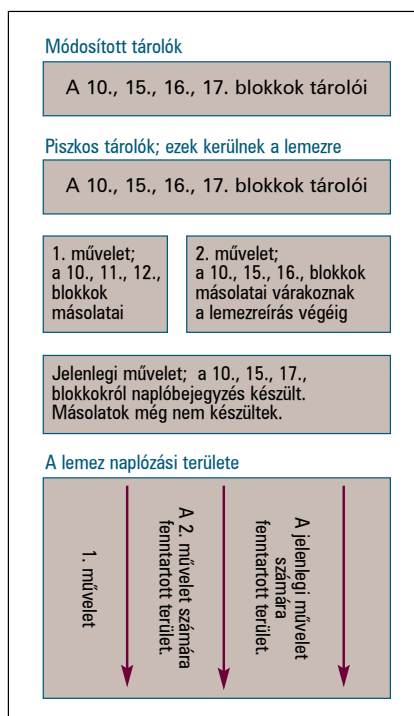 Módosított tárolók
A 10., 15., 16., 17. blokkok tárolói
Piszkos tárolók; ezek kerülnek a lemezre
A 10., 15., 16., 17. blokkok tárolói
1. művelet;
a 10., 11., 12.,
blokkok
másolatai
2. művelet;
a 10., 15., 16., blokkok
másolatai várakoznak
a lemezreírás végéig
Jelenlegi művelet; a 10., 15., 17.,
blokkokról naplóbejegyzés készült.
Másolatok még nem készültek.
A lemez naplózási területe
1. művelet
A 2. művelet számára
fenntartott terület.
A jelenlegi művelet
számára
fenntartott terület.